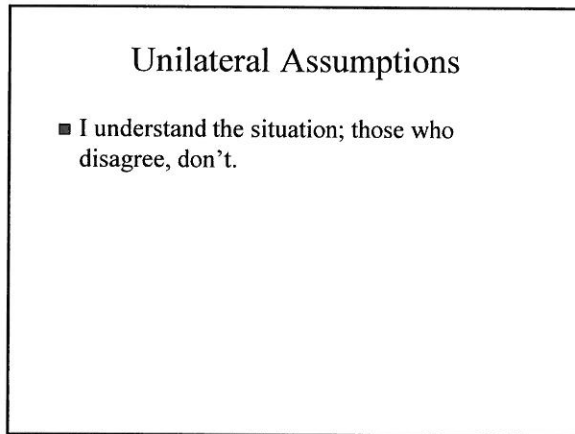 Unilateral Assumptions
I understand the situation; those who
disagree, don't.